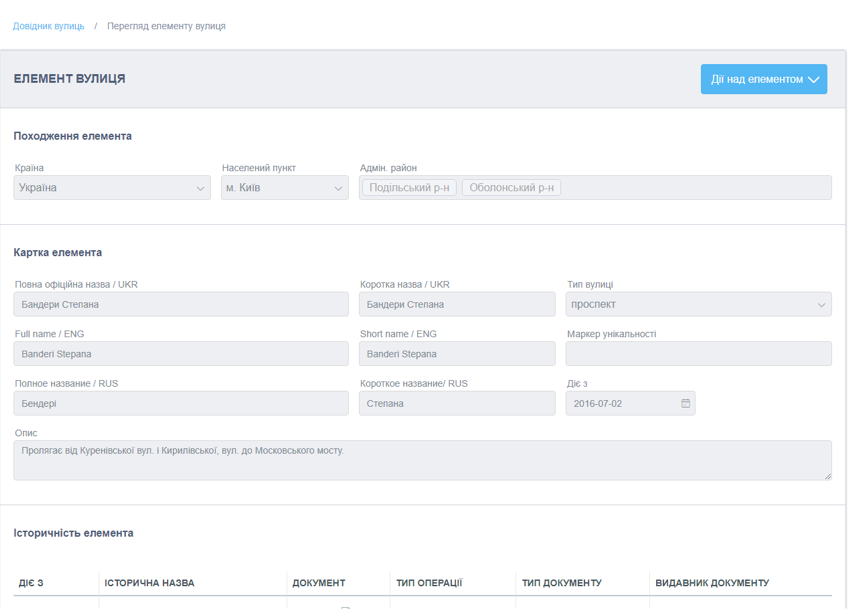 Довідник вулиць / Перегляд елементу вулиця
ЕЛЕМЕНТ ВУЛИЦЯ Дії над елементом
Походження елемента
Країна Населений пункт Адмін. район
Україна м. Київ Подільський р-н Оболонський р-н
Картка елемента
Повна офіційна назва / UKR Коротка назва / UKR Тип вулиці
Бандери Степана Бандери Степана проспект
Full name / ENG Short name / ENG Маркер унікальності
Banderi Stepana Banderi Stepana
Полное название / RUS Короткое название/ RUS Діє з
Бендері Степана 2016-07-02
Опис
Пролягає від Куренівської вул. і Кирилівської, вул. до Московського мосту.
Історичність елемента
ДІЄ З ІСТОРИЧНА НАЗВА ДОКУМЕНТ ТИП ОПЕРАЦІЇ ТИП ДОКУМЕНТУ ВИДАВНИК ДОКУМЕНТУ